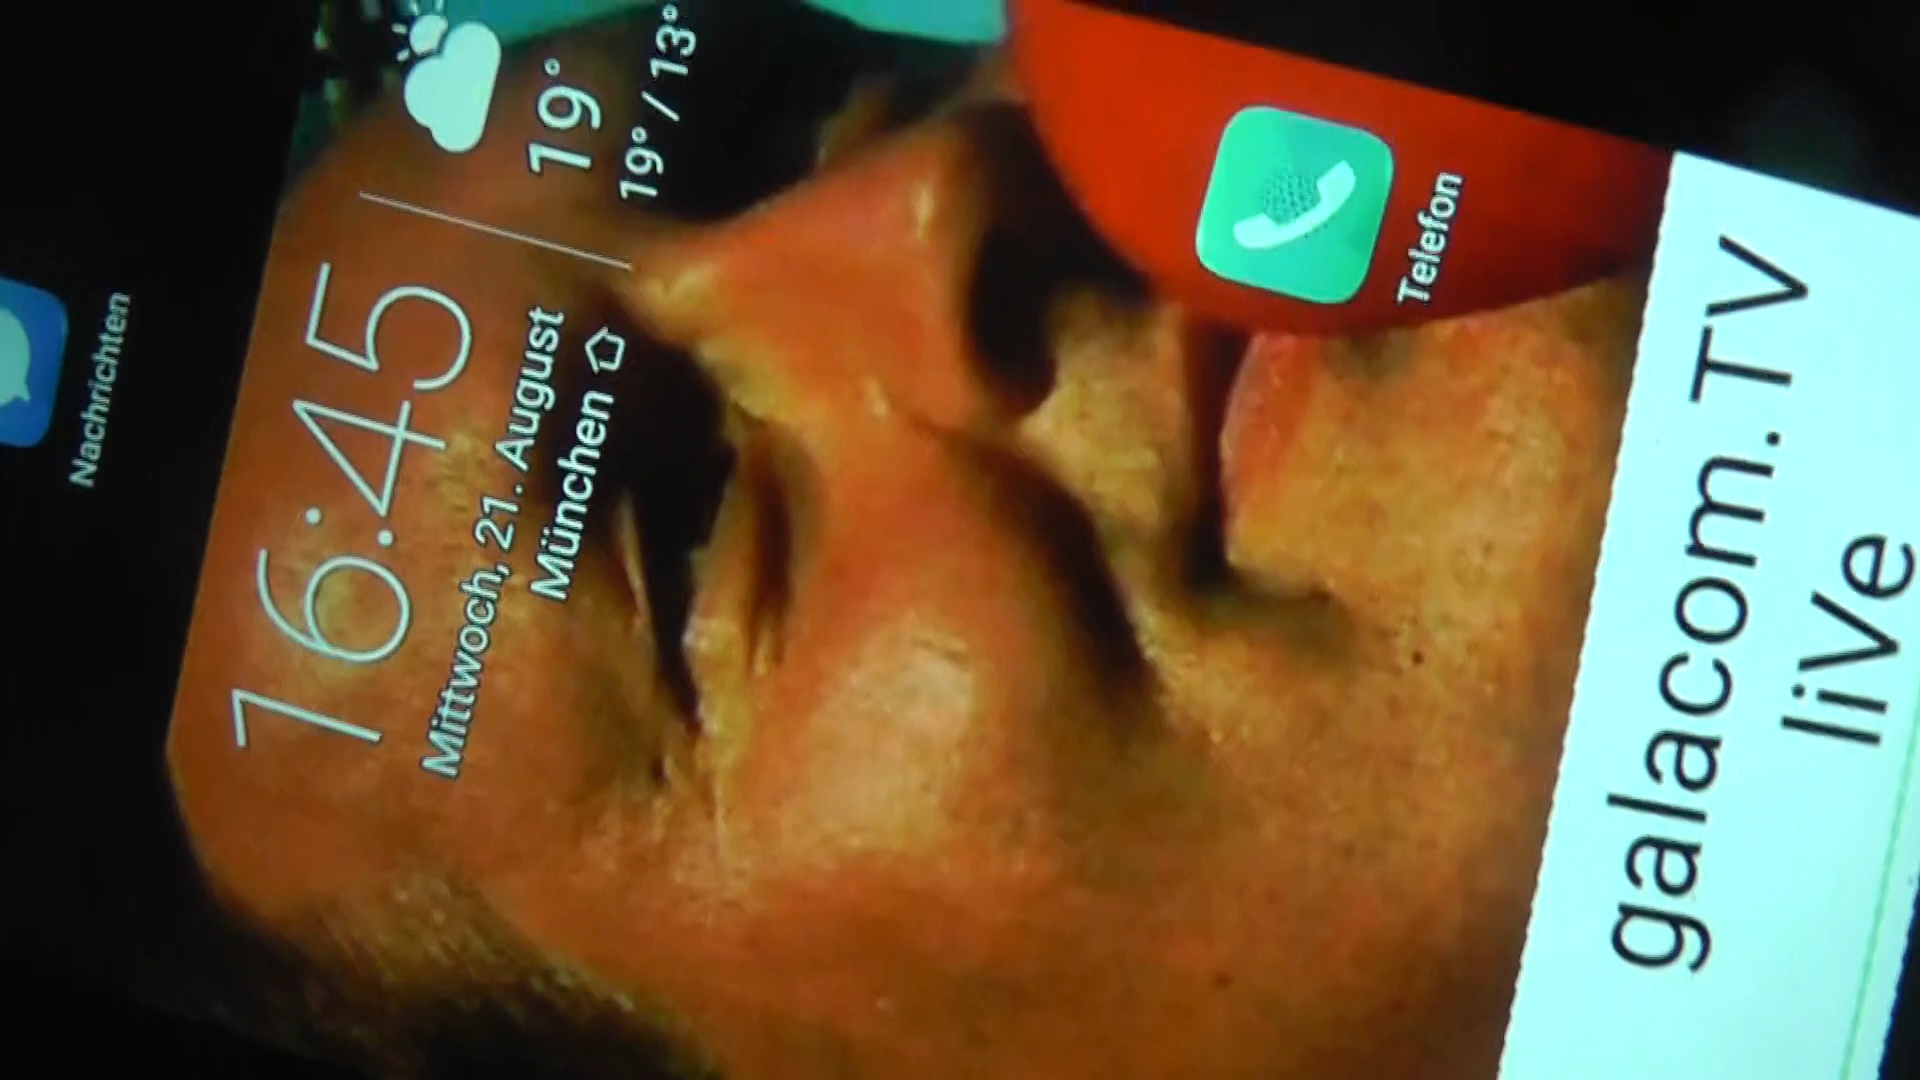 16:45
Mittwoch, 21. August
München
19°
19° / 13°
Nachrichten
Telefon
galacom.TV
liVe